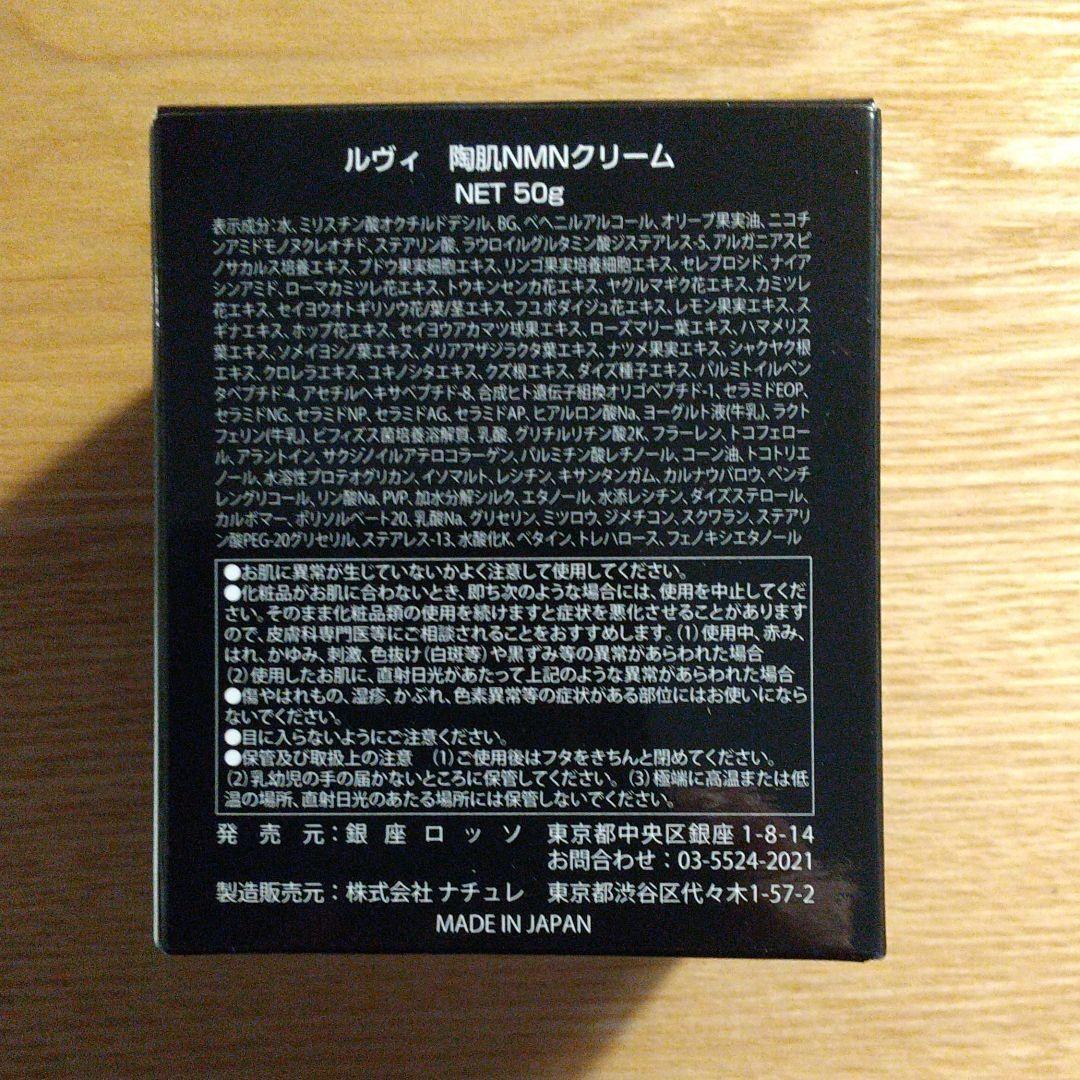 ルヴィ 陶肌NMNクリーム
NET 50g
表示成分:水、ミリスチン酸オクチルドデシル、BG、ベヘニルアルコール、オリーブ果実油、ニコチ
ンアミドモノヌクレオチド、ステアリン酸、ラウロイルグルタミン酸ジステアレス-5、アルガニアスピ
ノサカルス培養エキス、ブドウ果実細胞エキス、リンゴ果実培養細胞エキス、セレブロシド、ナイア
シンアミド、ローマカミツレ花エキス、トウキンセンカ花エキス、ヤグルマギク花エキス、カミツレ
花エキス、セイヨウオトギリソウ花/葉/茎エキス、フユボダイジュ花エキス、レモン果実エキス、ス
ギナエキス、ホップ花エキス、セイヨウアカマツ球果エキス、ローズマリー葉エキス、ハマメリス
葉エキス、ソメイヨシノ葉エキス、メリアアザジラクタ葉エキス、ナツメ果実エキス、シャクヤク根
エキス、クロレラエキス、ユキノシタエキス、クズ根エキス、ダイズ種子エキス、パルミトイルペン
タペプチド-4、アセチルヘキサペプチド-8、合成ヒト遺伝子組換オリゴペプチド-1、セラミドEOP、
セラミドNG、セラミドNP、セラミドAG、セラミドAP、ヒアルロン酸Na、ヨーグルト液(牛乳)、ラクト
フェリン(牛乳)、ビフィズス菌培養溶解質、乳酸、グリチルリチン酸2K、フラーレン、トコフェロー
ル、アラントイン、サクシノイルアテロコラーゲン、パルミチン酸レチノール、コーン油、トコトリエ
ノール、水溶性プロテオグリカン、イソマルト、レシチン、キサンタンガム、カルナウバロウ、ペンチ
レングリコール、リン酸Na、PVP、加水分解シルク、エタノール、水添レシチン、ダイズステロール、
カルボマー、ポリソルベート20、乳酸Na、グリセリン、ミツロウ、ジメチコン、スクワラン、ステアリ
ン酸PEG-20グリセリル、ステアレス-13、水酸化K、ベタイン、トレハロース、フェノキシエタノール
●お肌に異常が生じていないかよく注意して使用してください。
●化粧品がお肌に合わないとき、即ち次のような場合には、使用を中止してくだ
さい。そのまま化粧品類の使用を続けますと症状を悪化させることがあります
ので、皮膚科専門医等にご相談されることをおすすめします。(1)使用中、赤み、
はれ、かゆみ、刺激、色抜け(白斑等)や黒ずみ等の異常があらわれた場合
(2)使用したお肌に、直射日光があたって上記のような異常があらわれた場合
●傷やはれもの、湿疹、かぶれ、色素異常等の症状がある部位にはお使いになら
ないでください。
●目に入らないようにご注意ください。
●保管及び取扱上の注意 (1)ご使用後はフタをきちんと閉めてください。
(2)乳幼児の手の届かないところに保管してください。(3)極端に高温または低
温の場所、直射日光のあたる場所には保管しないでください。
発売元:銀座ロッソ 東京都中央区銀座1-8-14
お問合わせ:03-5524-2021
製造販売元:株式会社 ナチュレ 東京都渋谷区代々木1-57-2
MADE IN JAPAN